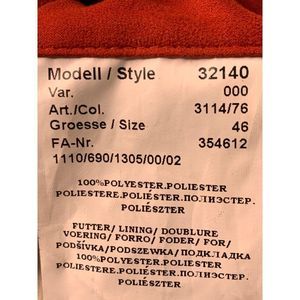 Modell / Style 32140
Var. 000
Art./Col. 3114/76
Groesse / Size 46
FA-Nr. 354612
1110/690/1305/00/02
100%POLYESTER.POLIESTER
POLIESTERE.POLIÉSTER.ПОЛИЭСТЕР.
POLIÉSZTER
FUTTER/ LINING/ DOUBLURE
VOERING/ FORRO/ FODER/ FOR/
PODŠÍVKA/PODSZEWKA/ПОДКЛАДКА
100%POLYESTER.POLIESTER
POLIESTERE.POLIÉSTER.ПОЛИЭСТЕР.
POLIÉSZTER